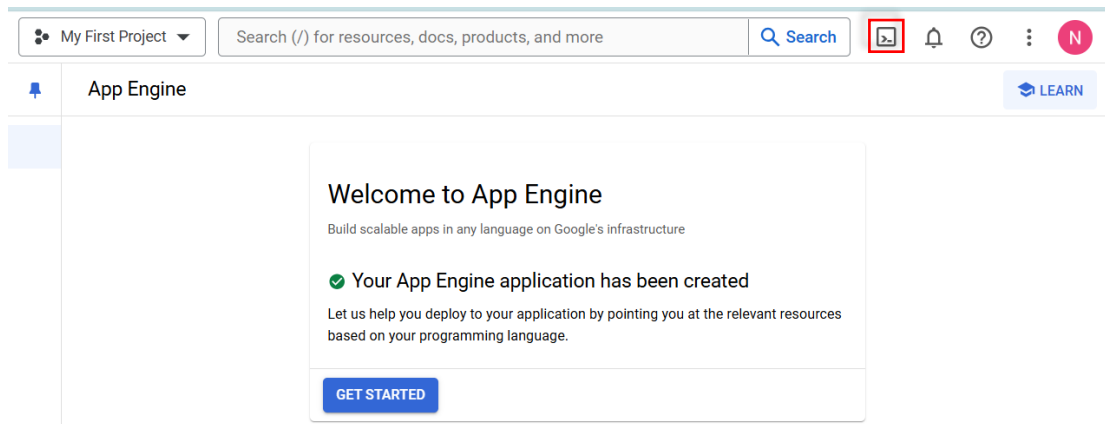 My First Project
Search (/) for resources, docs, products, and more
Search
N
App Engine
LEARN
Welcome to App Engine
Build scalable apps in any language on Google's infrastructure
Your App Engine application has been created
Let us help you deploy to your application by pointing you at the relevant resources
based on your programming language.
GET STARTED